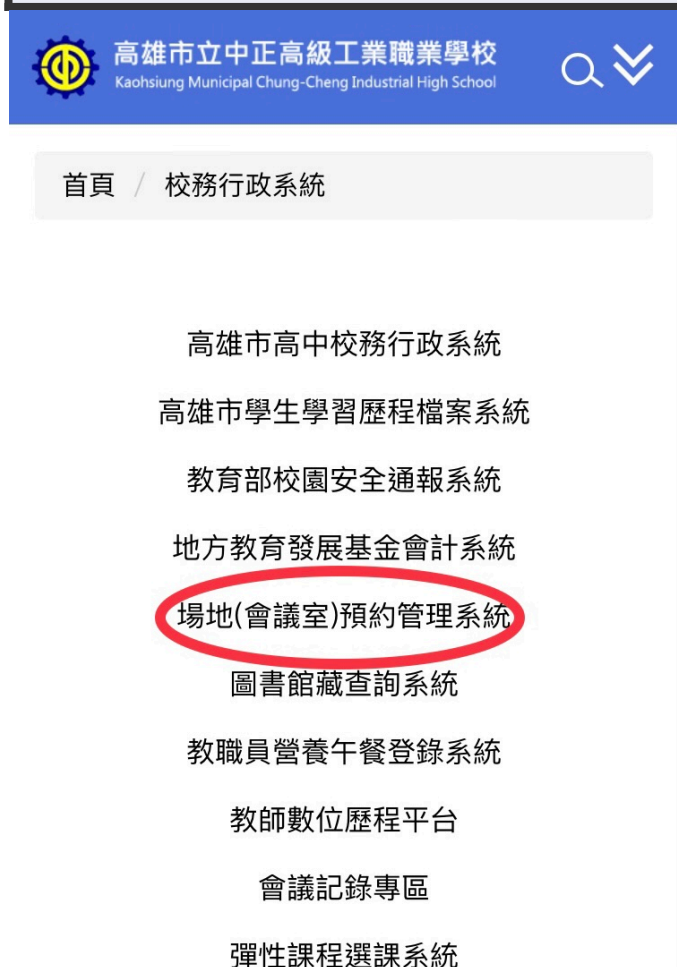 高雄市立中正高級工業職業學校
Kaohsiung Municipal Chung-Cheng Industrial High School
首頁 / 校務行政系統
高雄市高中校務行政系統
高雄市學生學習歷程檔案系統
教育部校園安全通報系統
地方教育發展基金會計系統
場地(會議室)預約管理系統
圖書館藏查詢系統
教職員營養午餐登錄系統
教師數位歷程平台
會議記錄專區
彈性課程選課系統